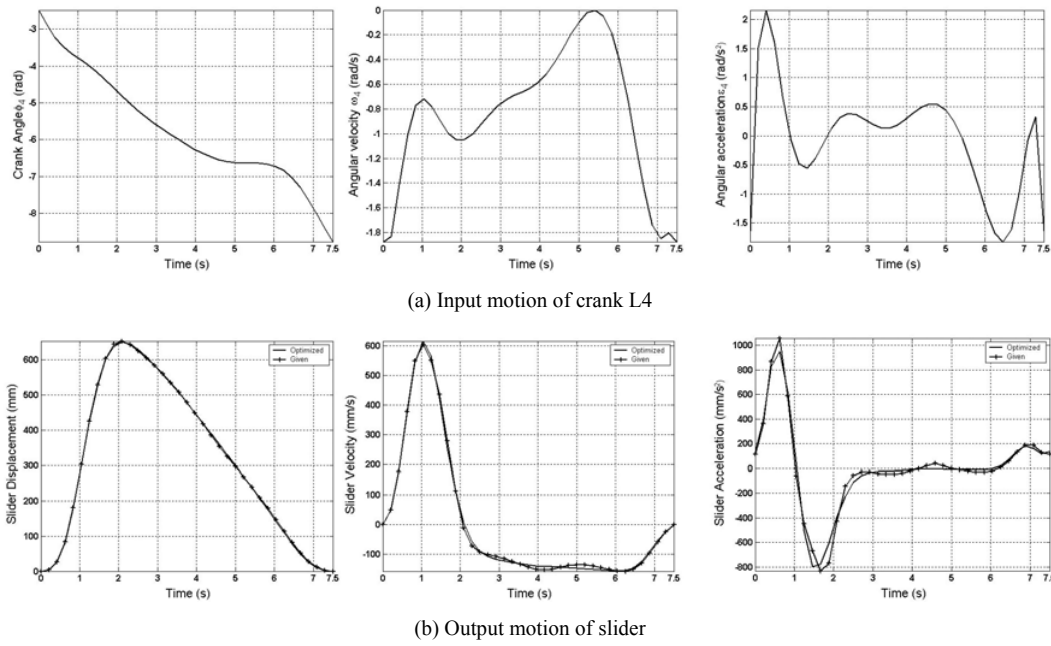 -3
-4
-5
-6
-7
-8
0 1 2 3 4 5 6 7 7.5
Crank Angleϕ4 (rad)
Time (s)
0
-0.2
-0.4
-0.6
-0.8
-1
-1.2
-1.4
-1.6
-1.8
0 1 2 3 4 5 6 7 7.5
Angular velocity ω4 (rad/s)
Time (s)
2
1.5
1
0.5
0
-0.5
-1
-1.5
0 1 2 3 4 5 6 7 7.5
Angular accelerationε4 (rad/s²)
Time (s)
(a) Input motion of crank L4
600
500
400
300
200
100
0
0 1 2 3 4 5 6 7 7.5
Slider Displacement (mm)
Time (s)
Optimized
Given
600
500
400
300
200
100
0
-100
0 1 2 3 4 5 6 7 7.5
Slider Velocity (mm/s)
Time (s)
Optimized
Given
1000
800
600
400
200
0
-200
-400
-600
-800
0 1 2 3 4 5 6 7 7.5
Slider Acceleration (mm/s²)
Time (s)
Optimized
Given
(b) Output motion of slider